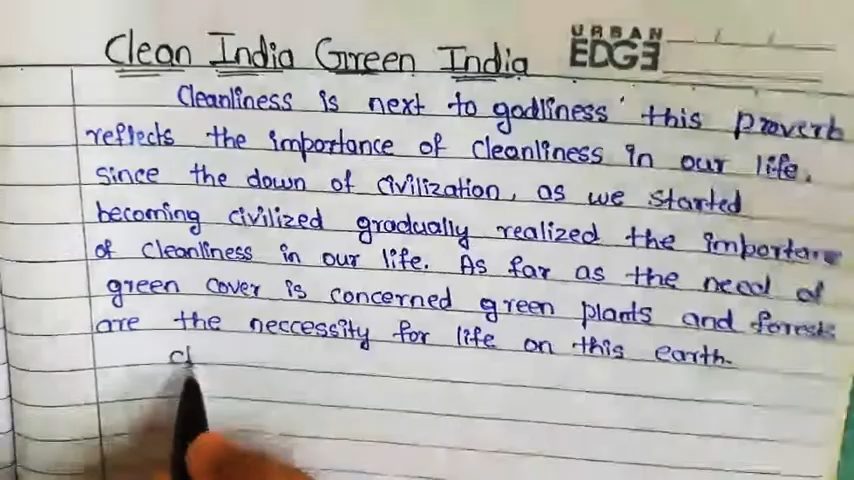 Clean India Green India
URBAN
EDGE
Cleanliness is next to godliness' this proverb
reflects the importance of cleanliness in our life.
since the down of civilization, as we started
becoming civilized gradually realized the importance
of cleanliness in our life. As far as the need of
green cover is concerned green plants and forests
are the neccessity for life on this earth.
cl